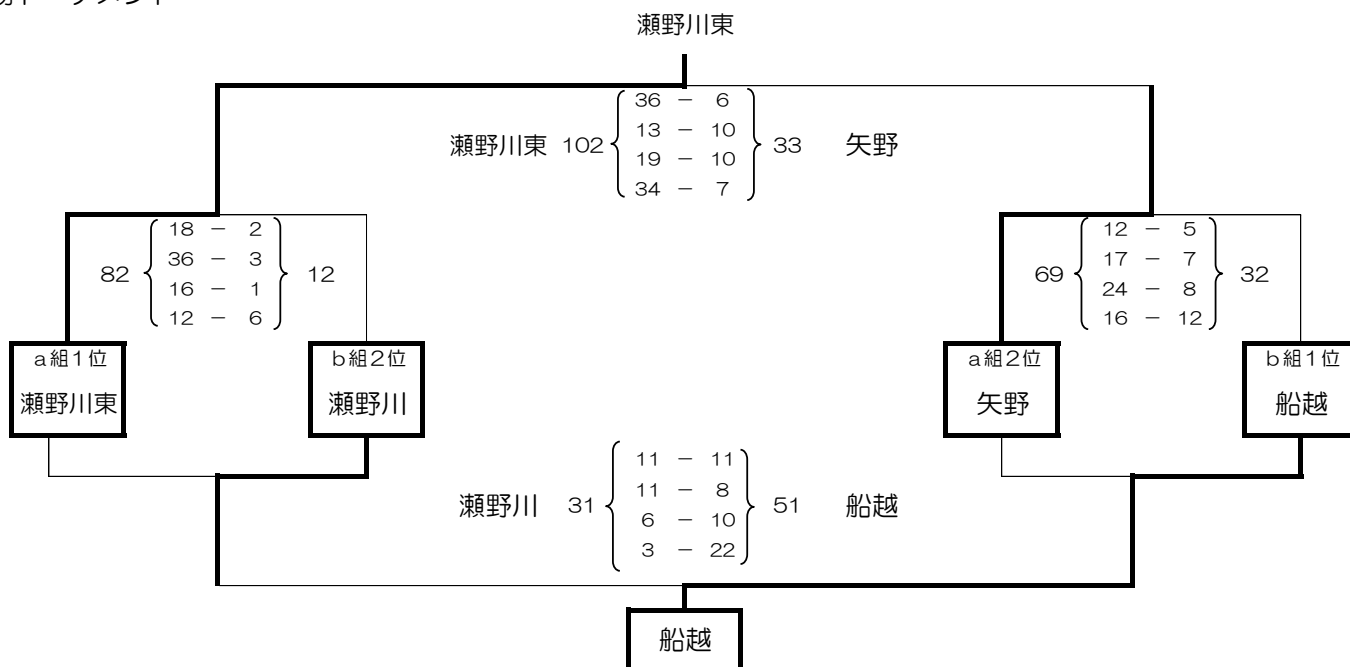 瀬野川東
瀬野川東 102 36 － 6 33 矢野
13 － 10
19 － 10
34 － 7
82 18 － 2 12
36 － 3
16 － 1
12 － 6
69 12 － 5 32
17 － 7
24 － 8
16 － 12
a組1位
瀬野川東
b組2位
瀬野川
a組2位
矢野
b組1位
船越
瀬野川 31 11 － 11 51 船越
11 － 8
6 － 10
3 － 22
船越